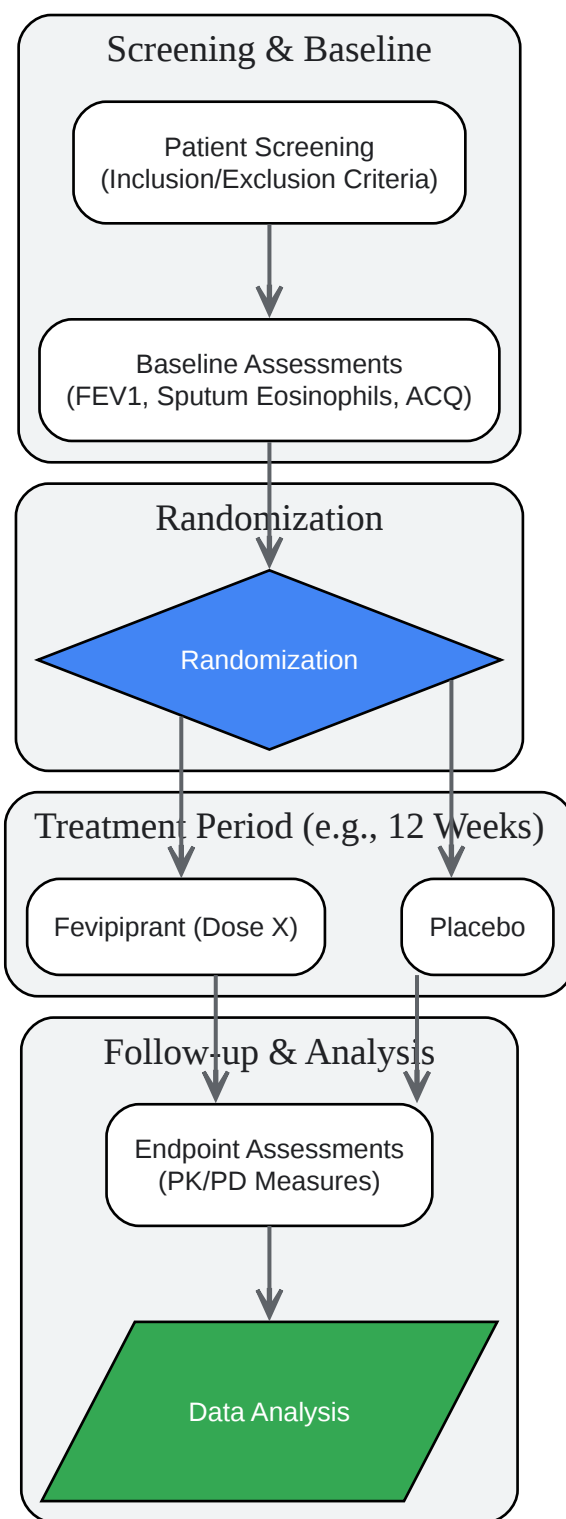 Screening & Baseline
Patient Screening
(Inclusion/Exclusion Criteria)
Baseline Assessments
(FEV1, Sputum Eosinophils, ACQ)
Randomization
Randomization
Treatment Period (e.g., 12 Weeks)
Fevipiprant (Dose X)
Placebo
Follow-up & Analysis
Endpoint Assessments
(PK/PD Measures)
Data Analysis